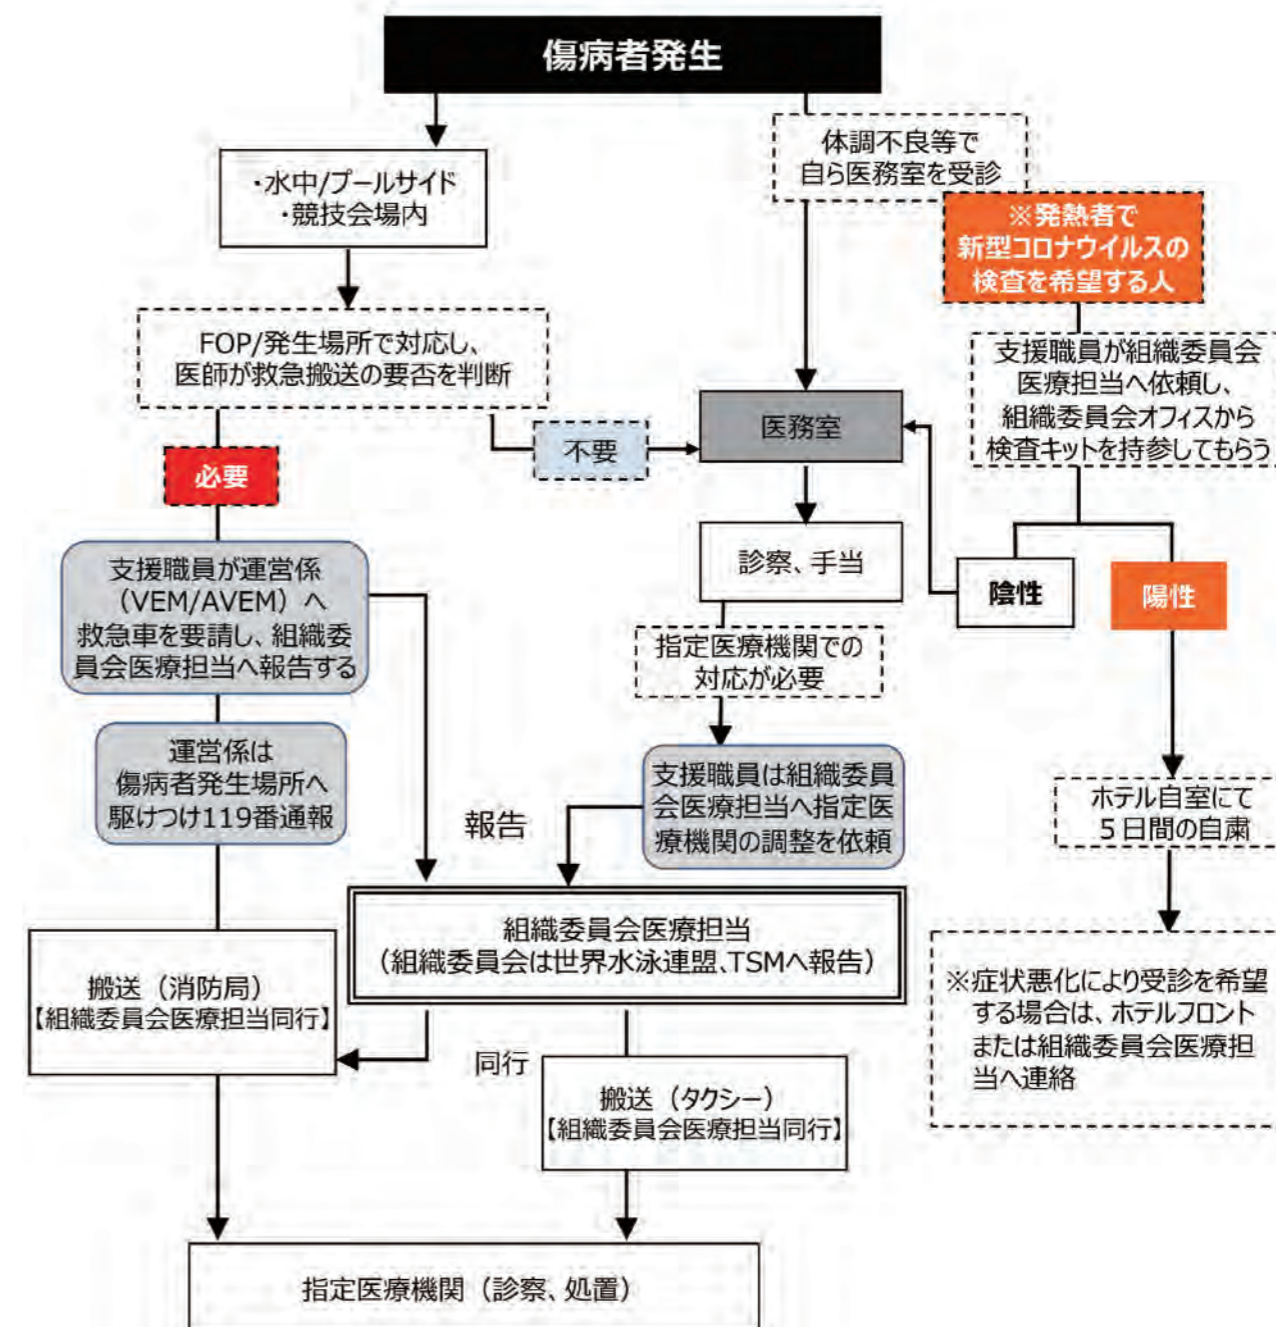 傷病者発生
・水中/プールサイド
・競技会場内
体調不良等で
自ら医務室を受診
※発熱者で
新型コロナウイルスの
検査を希望する人
FOP/発生場所で対応し、
医師が救急搬送の要否を判断
支援職員が組織委員会
医療担当へ依頼し、
組織委員会オフィスから
検査キットを持参してもらう
不要
医務室
必要
診察、手当
陰性
陽性
支援職員が運営係
（VEM/AVEM）へ
救急車を要請し、組織委
員会医療担当へ報告する
指定医療機関での
対応が必要
運営係は
傷病者発生場所へ
駆けつけ119番通報
報告
支援職員は組織委員
会医療担当へ指定医
療機関の調整を依頼
ホテル自室にて
５日間の自粛
組織委員会医療担当
（組織委員会は世界水泳連盟、TSMへ報告）
搬送（消防局）
【組織委員会医療担当同行】
※症状悪化により受診を希望
する場合は、ホテルフロント
または組織委員会医療担
当へ連絡
同行
搬送（タクシー）
【組織委員会医療担当同行】
指定医療機関（診察、処置）